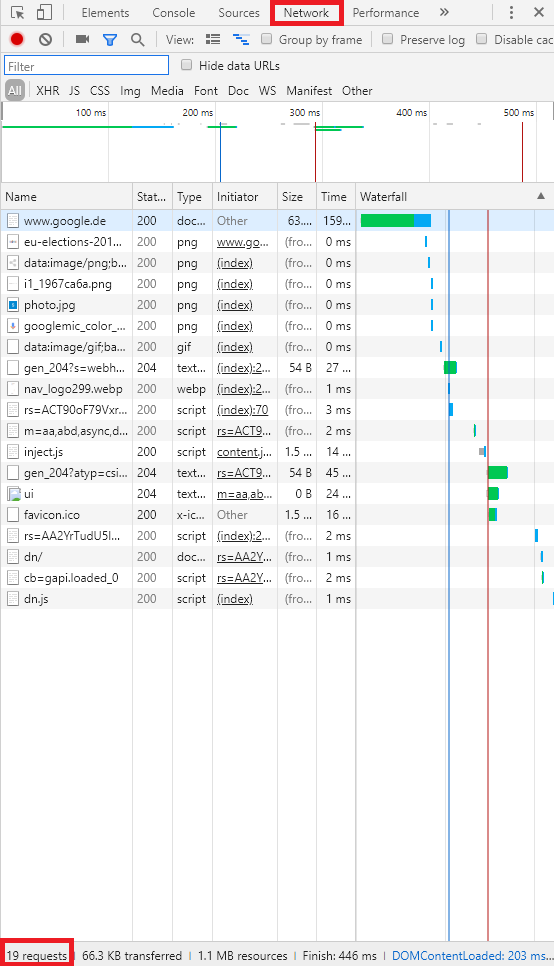 Elements Console Sources Network Performance »
View: Group by frame Preserve log Disable cac
Filter Hide data URLs
All XHR JS CSS Img Media Font Doc WS Manifest Other
100 ms 200 ms 300 ms 400 ms 500 ms
Name Stat... Type Initiator Size Time Waterfall
www.google.de 200 doc... Other 63.... 159...
eu-elections-201... 200 png www.go... (fro... 0 ms
data:image/png;b... 200 png (index) (fro... 0 ms
i1_1967ca6a.png 200 png (index) (fro... 0 ms
photo.jpg 200 png (index) (fro... 0 ms
googlemic_color_... 200 png (index) (fro... 0 ms
data:image/gif;ba... 200 gif (index) (fro... 0 ms
gen_204?s=webh... 204 text... (index):2... 54 B 27 ...
nav_logo299.webp 200 webp (index):2... (fro... 1 ms
rs=ACT90oF79Vxr... 200 script (index):70 (fro... 3 ms
m=aa,abd,async,d... 200 script rs=ACT9... (fro... 2 ms
inject.js 200 script content.j... 1.5 ... 14 ...
gen_204?atyp=csi... 204 text... rs=ACT9... 54 B 45 ...
ui 204 text... m=aa,ab... 0 B 24 ...
favicon.ico 200 x-ic... Other 1.5 ... 16 ...
rs=AA2YrTudU5I... 200 script (index):2... (fro... 2 ms
dn/ 200 doc... rs=AA2Y... (fro... 1 ms
cb=gapi.loaded_0 200 script rs=AA2Y... (fro... 2 ms
dn.js 200 script (index) (fro... 1 ms
19 requests 66.3 KB transferred 1.1 MB resources Finish: 446 ms DOMContentLoaded: 203 ms...